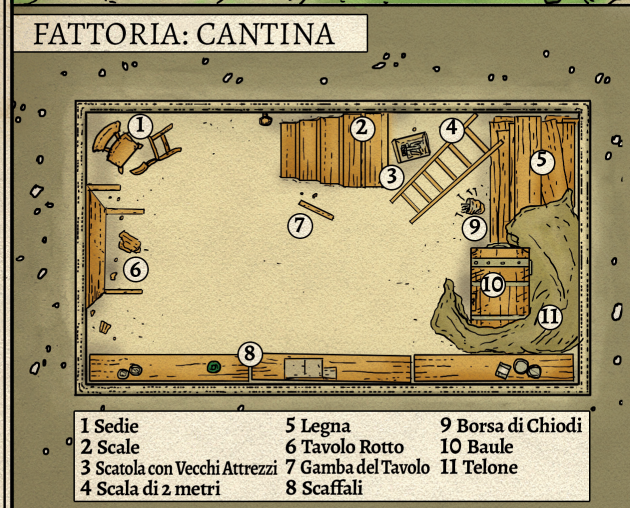 FATTORIA: CANTINA
1
2
4
3
5
7
9
6
10
11
8
1 Sedie
2 Scale
3 Scatola con Vecchi Attrezzi
4 Scala di 2 metri
5 Legna
6 Tavolo Rotto
7 Gamba del Tavolo
8 Scaffali
9 Borsa di Chiodi
10 Baule
11 Telone